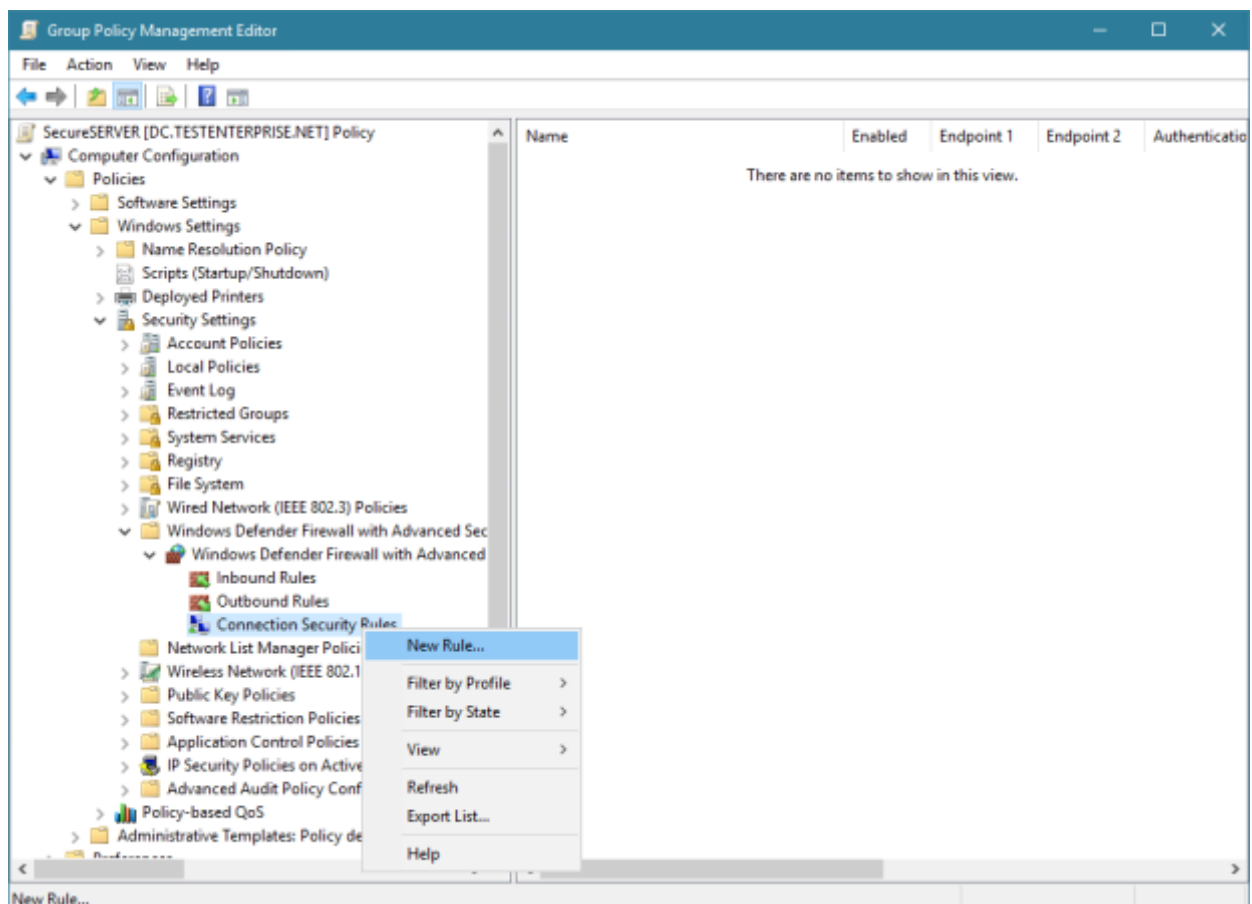 Group Policy Management Editor
File Action View Help
SecureSERVER [DC.TESTENTERPRISE.NET] Policy
Computer Configuration
Policies
Software Settings
Windows Settings
Name Resolution Policy
Scripts (Startup/Shutdown)
Deployed Printers
Security Settings
Account Policies
Local Policies
Event Log
Restricted Groups
System Services
Registry
File System
Wired Network (IEEE 802.3) Policies
Windows Defender Firewall with Advanced Sec
Windows Defender Firewall with Advanced
Inbound Rules
Outbound Rules
Connection Security Rules
Network List Manager Polici
Wireless Network (IEEE 802.1
Public Key Policies
Software Restriction Policies
Application Control Policies
IP Security Policies on Active
Advanced Audit Policy Conf
Policy-based QoS
Administrative Templates: Policy de
Preferences
Name Enabled Endpoint 1 Endpoint 2 Authenticatio
There are no items to show in this view.
New Rule...
Filter by Profile
Filter by State
View
Refresh
Export List...
Help
New Rule...